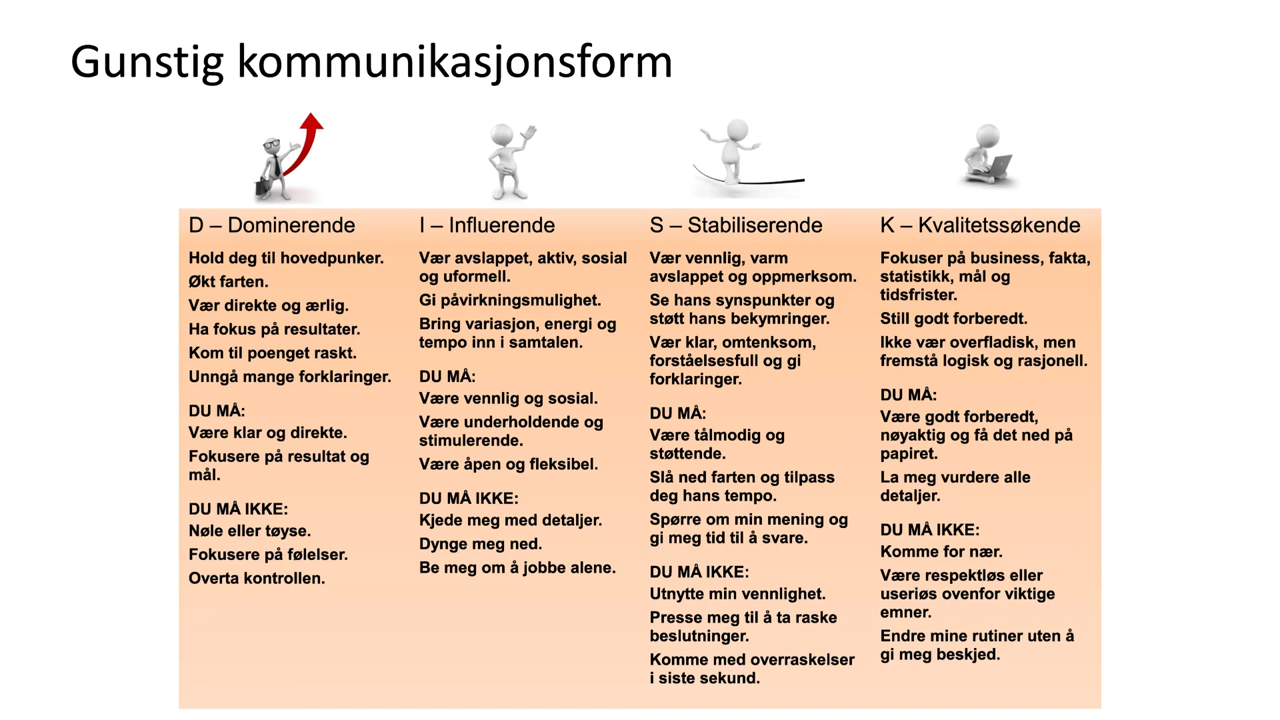 Gunstig kommunikasjonsform
D – Dominerende
Hold deg til hovedpunker.
Økt farten.
Vær direkte og ærlig.
Ha fokus på resultater.
Kom til poenget raskt.
Unngå mange forklaringer.
DU MÅ:
Være klar og direkte.
Fokusere på resultat og
mål.
DU MÅ IKKE:
Nøle eller tøyse.
Fokusere på følelser.
Overta kontrollen.
I – Influerende
Vær avslappet, aktiv, sosial
og uformell.
Gi påvirkningsmulighet.
Bring variasjon, energi og
tempo inn i samtalen.
DU MÅ:
Være vennlig og sosial.
Være underholdende og
stimulerende.
Være åpen og fleksibel.
DU MÅ IKKE:
Kjede meg med detaljer.
Dynge meg ned.
Be meg om å jobbe alene.
S – Stabiliserende
Vær vennlig, varm
avslappet og oppmerksom.
Se hans synspunkter og
støtt hans bekymringer.
Vær klar, omtenksom,
forståelsesfull og gi
forklaringer.
DU MÅ:
Være tålmodig og
støttende.
Slå ned farten og tilpass
deg hans tempo.
Spørre om min mening og
gi meg tid til å svare.
DU MÅ IKKE:
Utnytte min vennlighet.
Presse meg til å ta raske
beslutninger.
Komme med overraskelser
i siste sekund.
K – Kvalitetssøkende
Fokuser på business, fakta,
statistikk, mål og
tidsfrister.
Still godt forberedt.
Ikke vær overfladisk, men
fremstå logisk og rasjonell.
DU MÅ:
Være godt forberedt,
nøyaktig og få det ned på
papiret.
La meg vurdere alle
detaljer.
DU MÅ IKKE:
Komme for nær.
Være respektløs eller
useriøs ovenfor viktige
emner.
Endre mine rutiner uten å
gi meg beskjed.